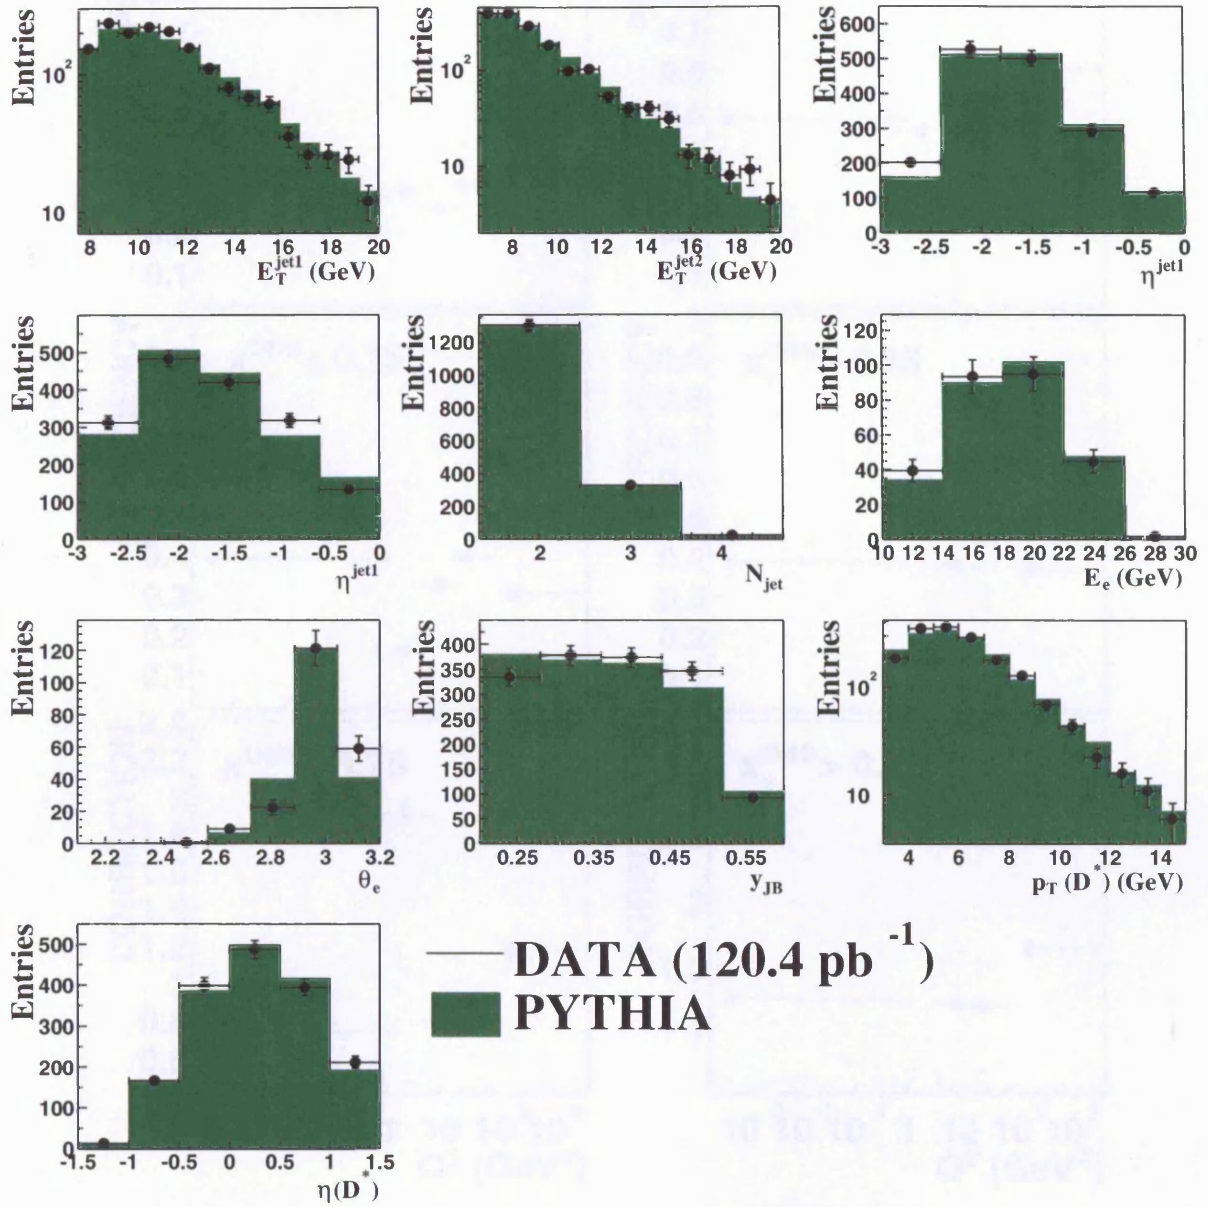 Entries
10²
10
8 10 12 14 16 18 20
E_T^jet1 (GeV)
Entries
10²
10
8 10 12 14 16 18 20
E_T^jet2 (GeV)
Entries
600
500
400
300
200
100
0
-3 -2.5 -2 -1.5 -1 -0.5 0
η^jet1
Entries
500
400
300
200
100
0
-3 -2.5 -2 -1.5 -1 -0.5 0
η^jet1
Entries
1200
1000
800
600
400
200
0
2 3 4
N_jet
Entries
120
100
80
60
40
20
0
10 12 14 16 18 20 22 24 26 28 30
E_e (GeV)
Entries
120
100
80
60
40
20
0
2.2 2.4 2.6 2.8 3 3.2
θ_e
Entries
400
350
300
250
200
150
100
50
0
0.25 0.35 0.45 0.55
y_JB
Entries
10²
10
4 6 8 10 12 14
p_T (D*) (GeV)
Entries
500
400
300
200
100
0
-1.5 -1 -0.5 0 0.5 1 1.5
η(D*)
DATA (120.4 pb⁻¹)
PYTHIA